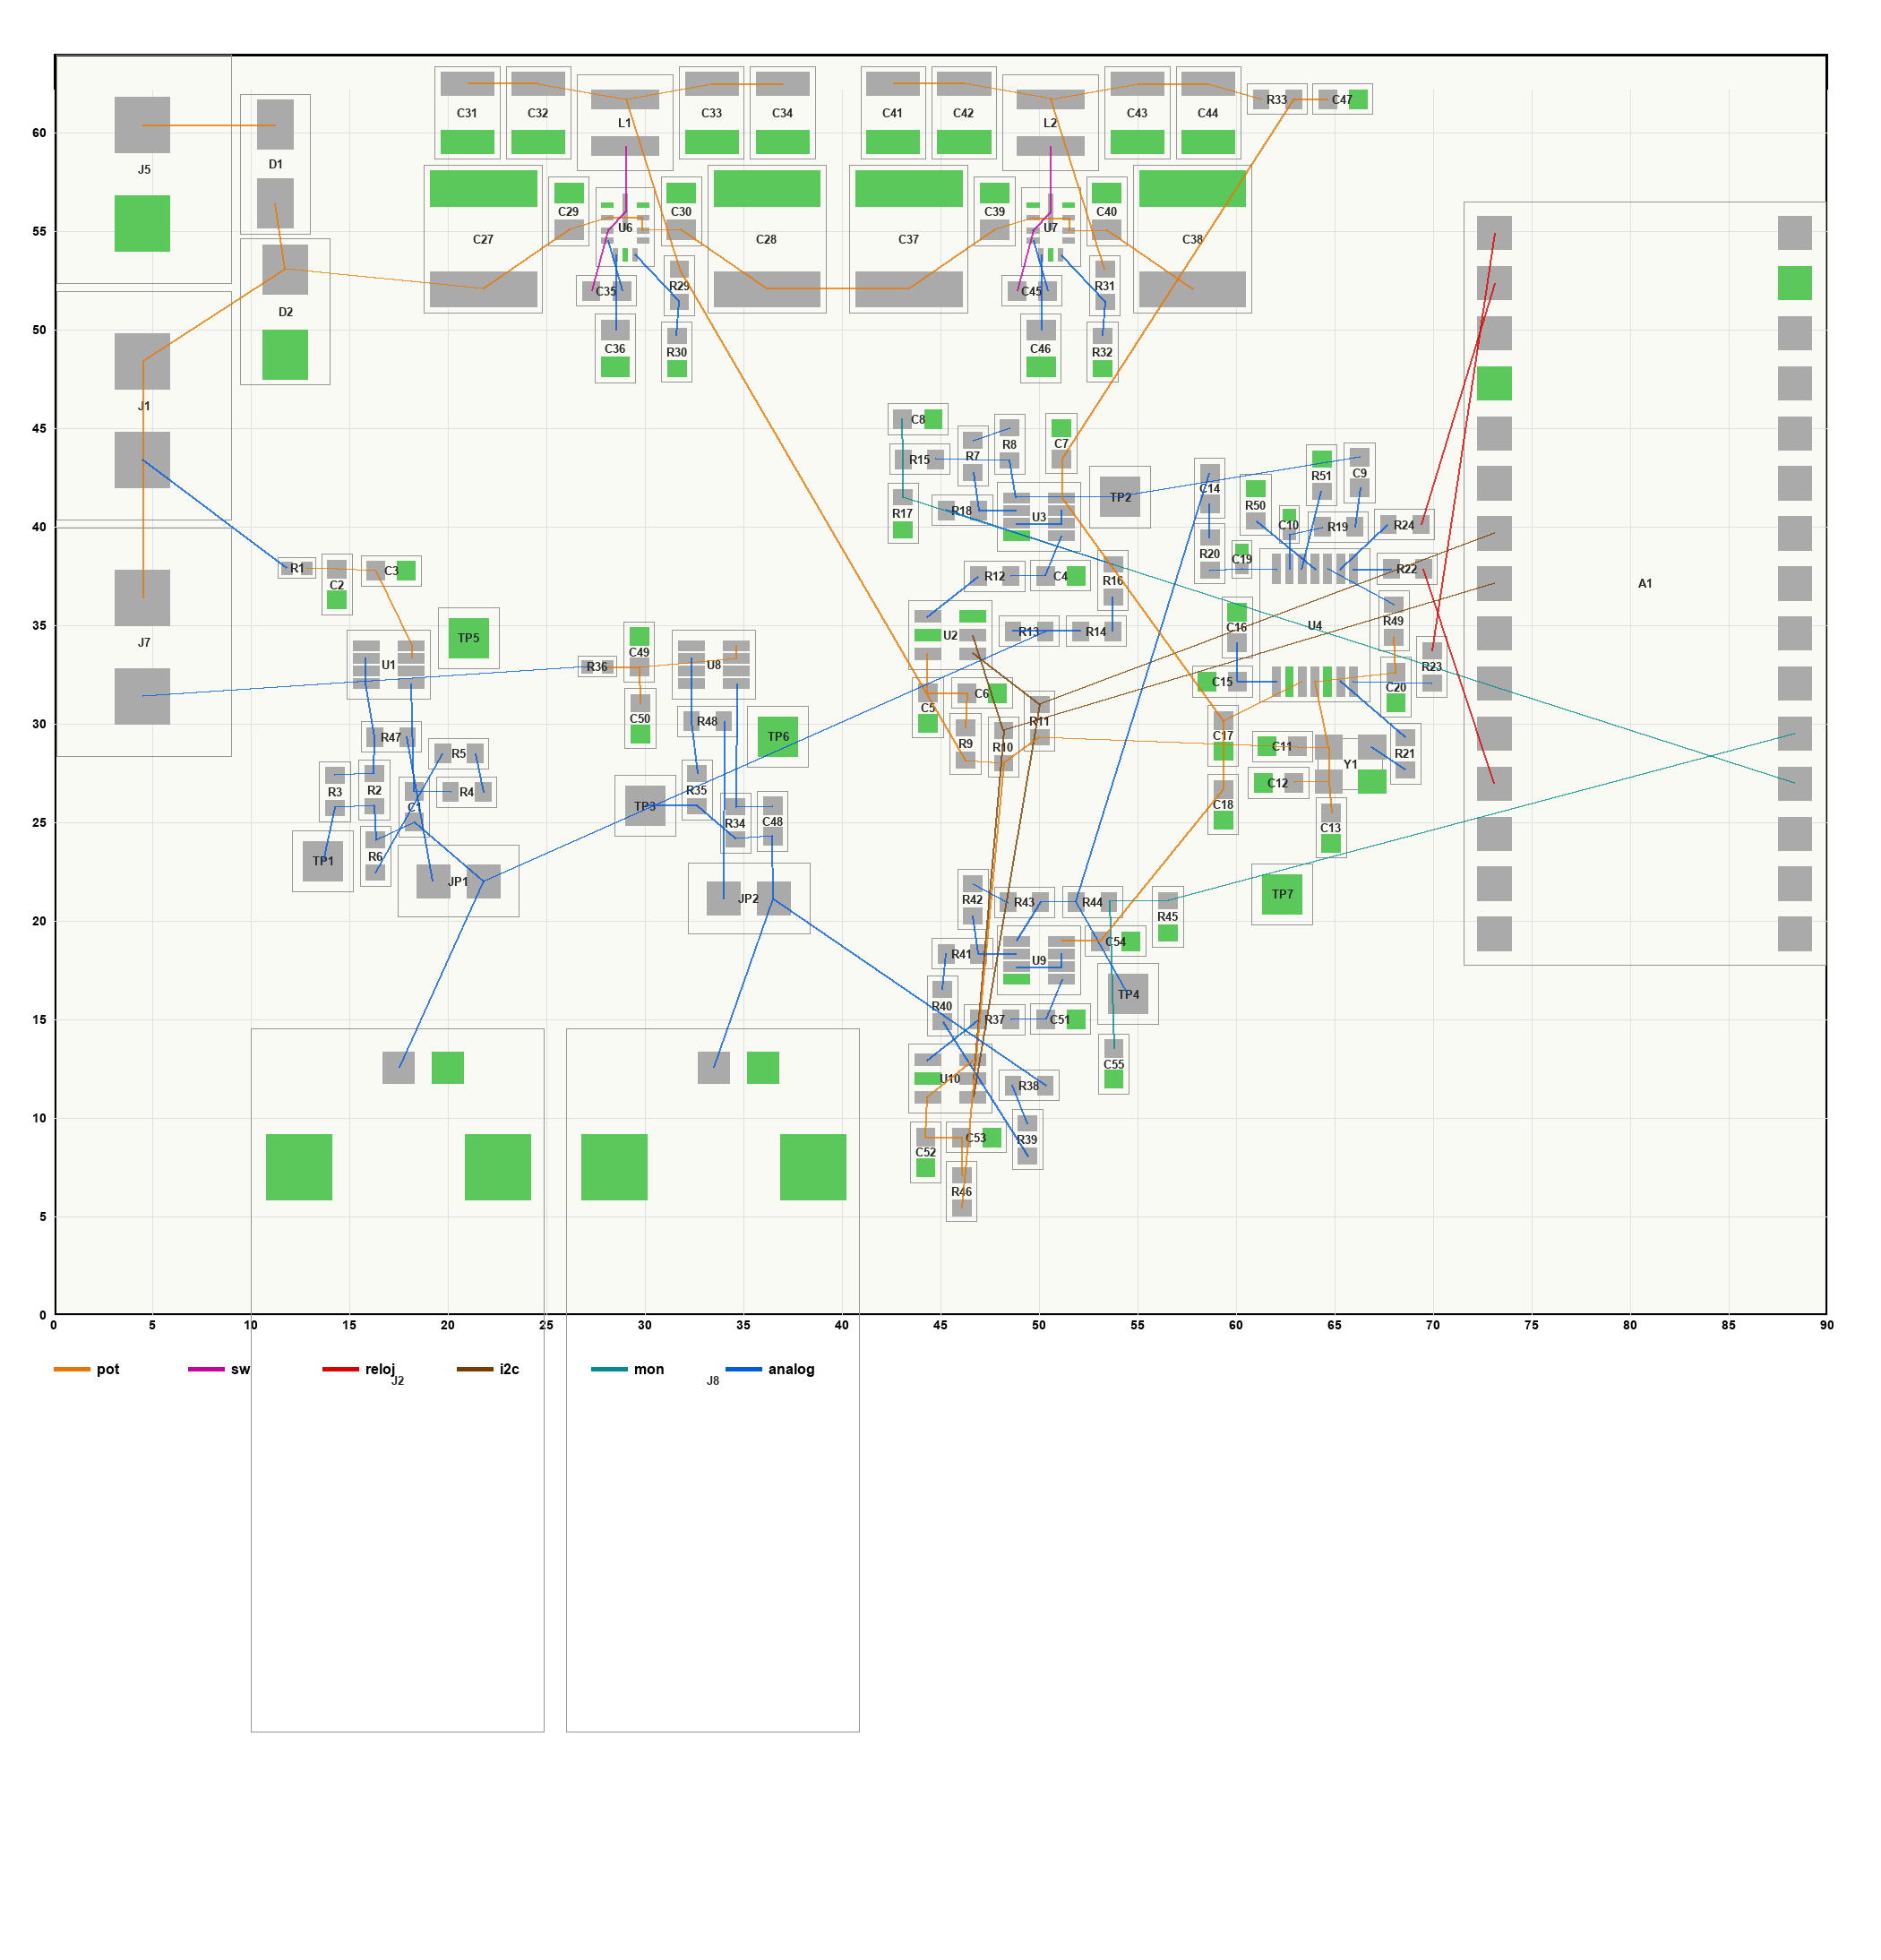 C31 C32 L1 C33 C34 C41 C42 L2 C43 C44 R33 C47
60
J5 D1
55
C27 C29 U6 C30 C28 C37 C39 U7 C40 C38
D2 C35 R29 C45 R31
50
C36 R30 C46 R32
J1
45
C8 R15 R7 R8 C7
R17 R18 U3 TP2 C14 R50 C10 R51 R19 C9 R24
40
R1 C2 C3 R12 C4 R16 R20 C19 R22 A1
35
J7 U1 TP5 R36 C49 U8 U2 R13 R14 C16 U4 R49 R23
C50 R48 TP6 C5 C6 R11 C15 C20
30
R47 R5 R9 R10 C17 C11 Y1 R21
R3 R2 C1 R4 TP3 R35 R34 C48 C12 C18 C13
25
TP1 R6 JP1 JP2 R42 R43 R44 R45 TP7
20
R41 U9 C54 TP4
R40 R37 C51
15
U10 R38 C55
10
C52 C53 R39
R46
5
0
0 5 10 15 20 25 30 35 40 45 50 55 60 65 70 75 80 85 90
pot sw reloj i2c mon analog
J2 J8